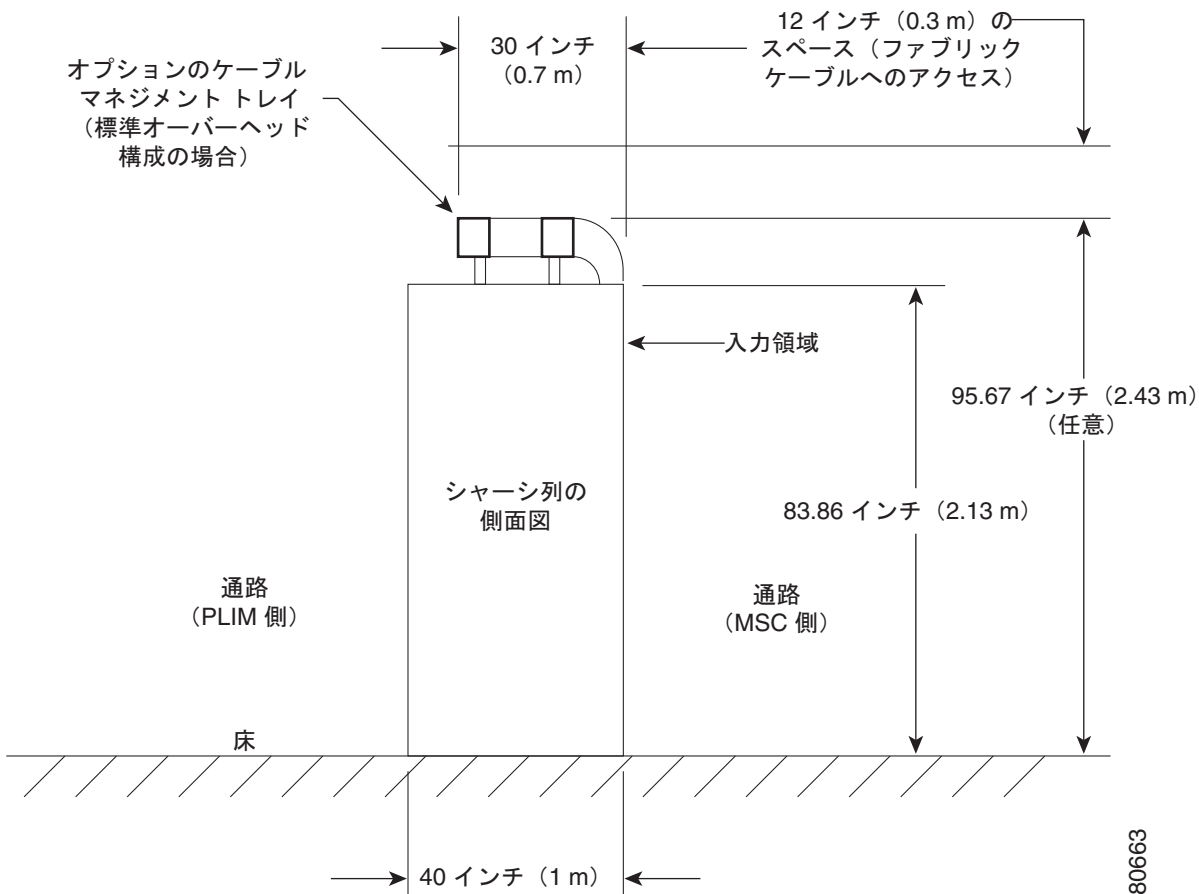 12 インチ（0.3 m）の
スペース（ファブリック
ケーブルへのアクセス）
30 インチ
（0.7 m）
オプションのケーブル
マネジメント トレイ
（標準オーバーヘッド
構成の場合）
入力領域
95.67 インチ（2.43 m）
（任意）
シャーシ列の
側面図
83.86 インチ（2.13 m）
通路
（PLIM 側）
通路
（MSC 側）
床
40 インチ（1 m）
80663